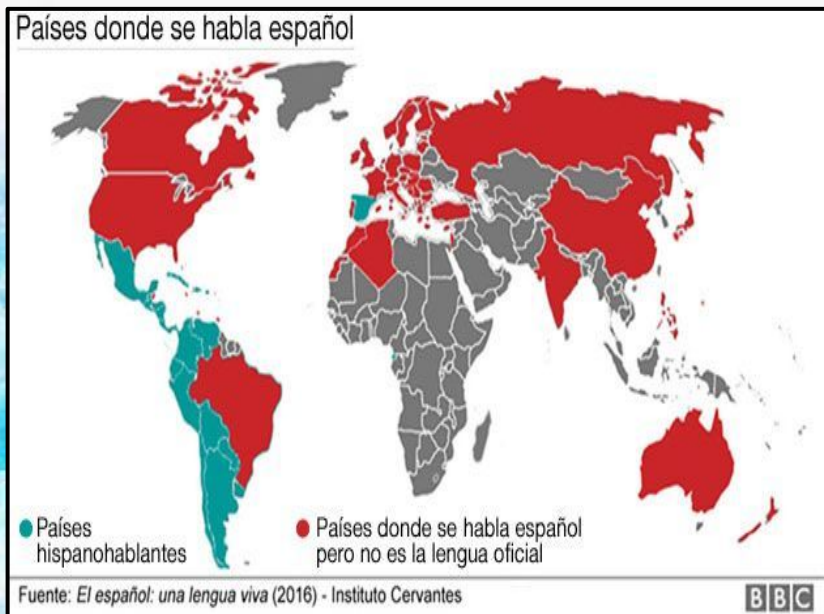 Países donde se habla español
Países
hispanohablantes
Países donde se habla español
pero no es la lengua oficial
Fuente: El español: una lengua viva (2016) - Instituto Cervantes
BBC